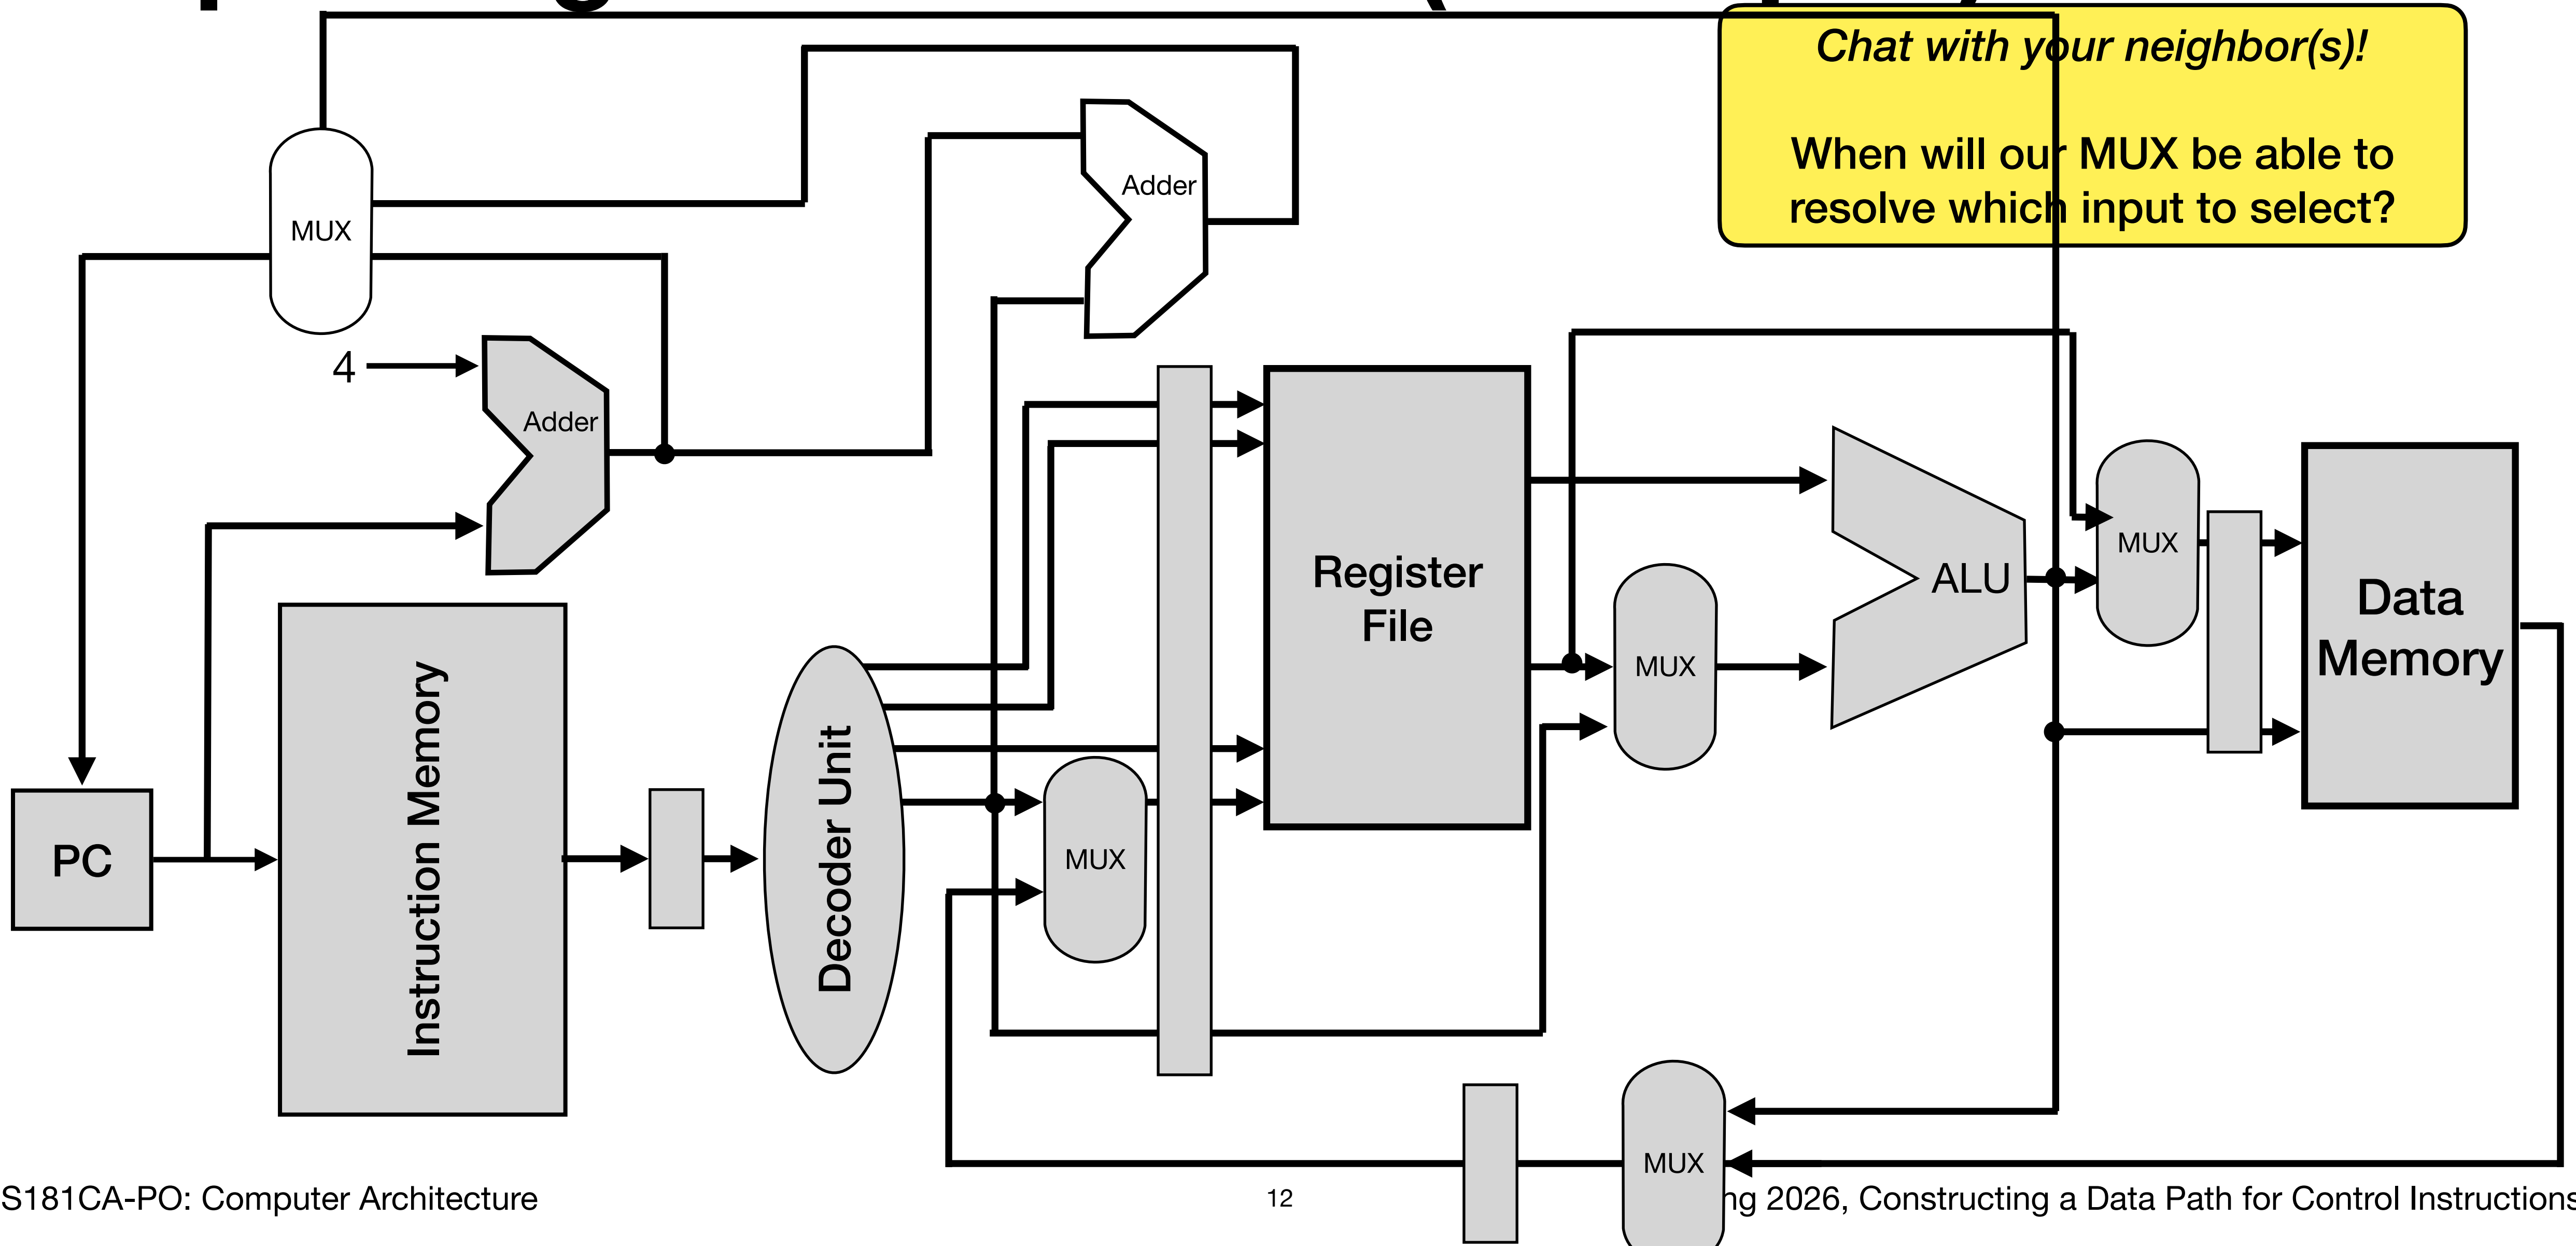 Chat with your neighbor(s)!
When will our MUX be able to
resolve which input to select?
MUX
Adder
4
Adder
Instruction Memory
PC
Decoder Unit
MUX
Register
File
MUX
ALU
MUX
Data
Memory
MUX
S181CA-PO: Computer Architecture
12
ng 2026, Constructing a Data Path for Control Instructions